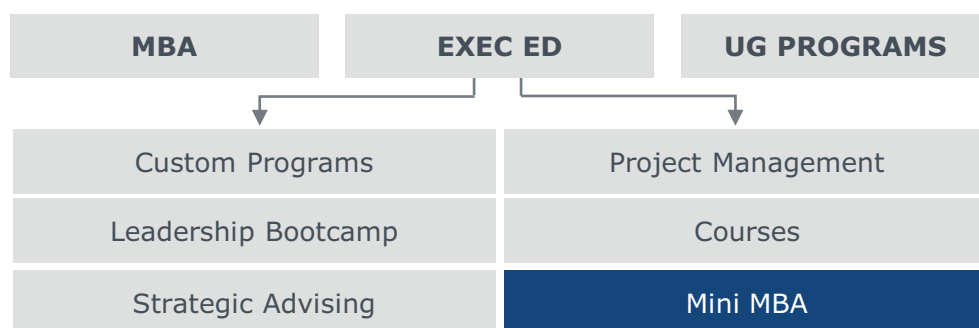 MBA EXEC ED UG PROGRAMS
Custom Programs Project Management
Leadership Bootcamp Courses
Strategic Advising Mini MBA